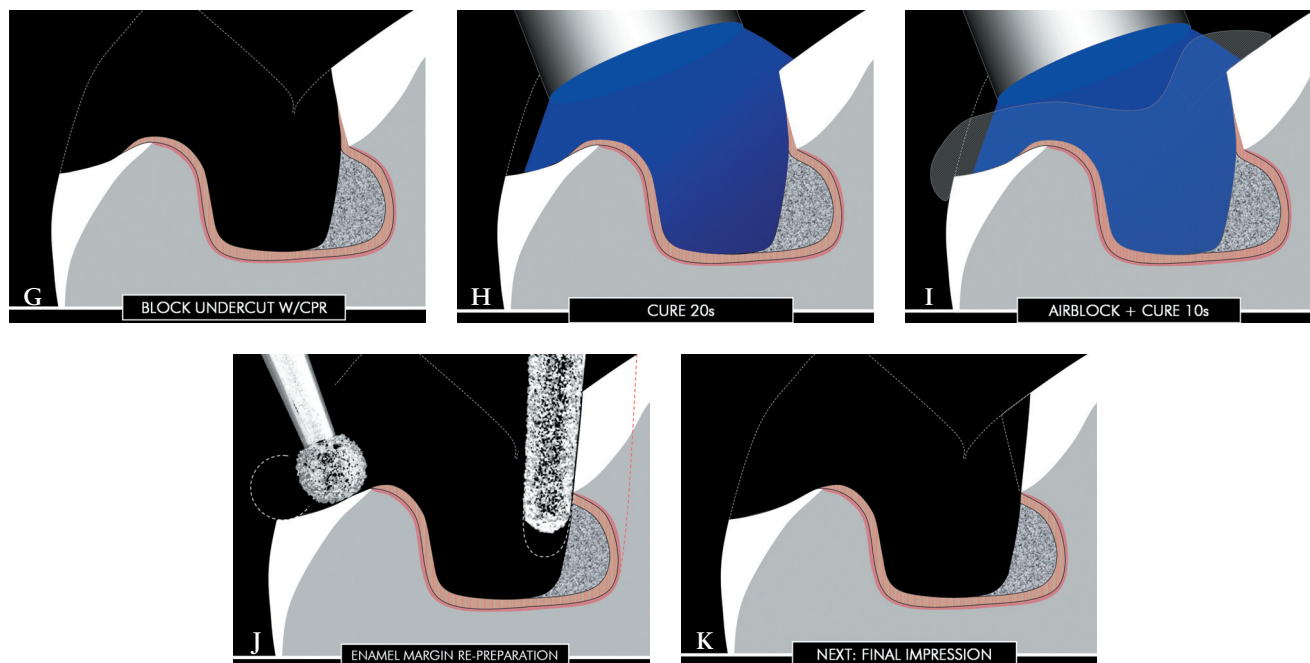 G
BLOCK UNDERCUT W/CPR
H
CURE 20s
I
AIRBLOCK + CURE 10s
J
ENAMEL MARGIN RE-PREPARATION
K
NEXT: FINAL IMPRESSION